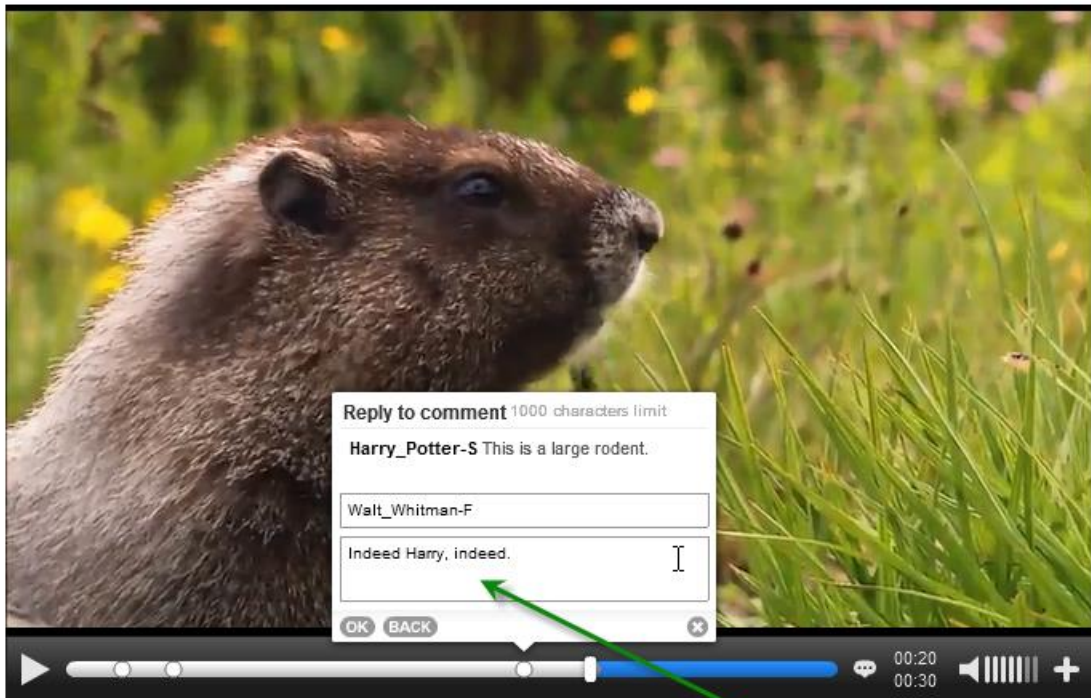 Reply to comment 1000 characters limit
Harry_Potter-S This is a large rodent.
Walt_Whitman-F
Indeed Harry, indeed.
OK BACK
00:20
00:30